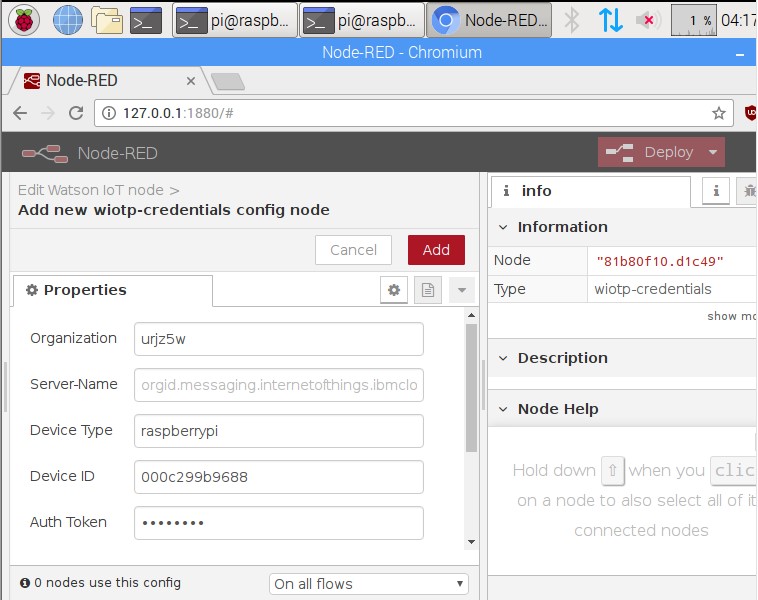 pi@raspb... pi@raspb... Node-RED... 1 % 04:17
Node-RED - Chromium
Node-RED
127.0.0.1:1880/#
Node-RED Deploy
Edit Watson IoT node >
Add new wiotp-credentials config node
Cancel Add
Properties
Organization urjz5w
Server-Name orgid.messaging.internetofthings.ibmclo
Device Type raspberrypi
Device ID 000c299b9688
Auth Token ••••••••
0 nodes use this config On all flows
i info i
Information
Node "81b80f10.d1c49"
Type wiotp-credentials
show mo
Description
Node Help
Hold down ⇧ when you clic
on a node to also select all of it
connected nodes